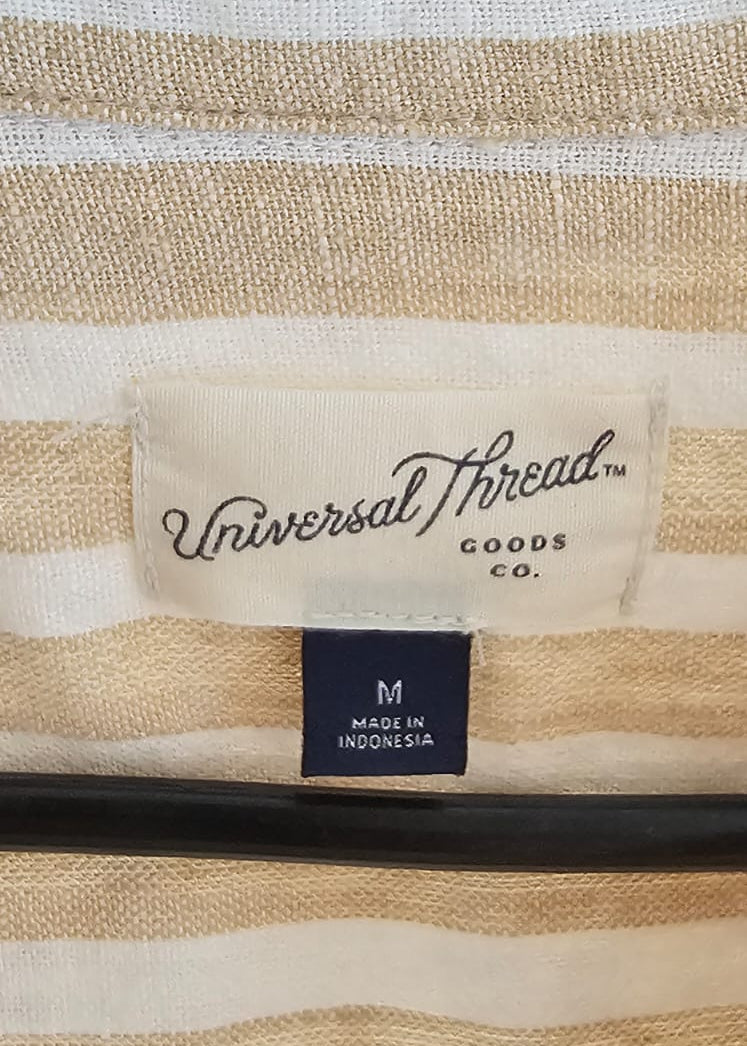 Universal Thread™
GOODS
CO.
M
MADE IN
INDONESIA